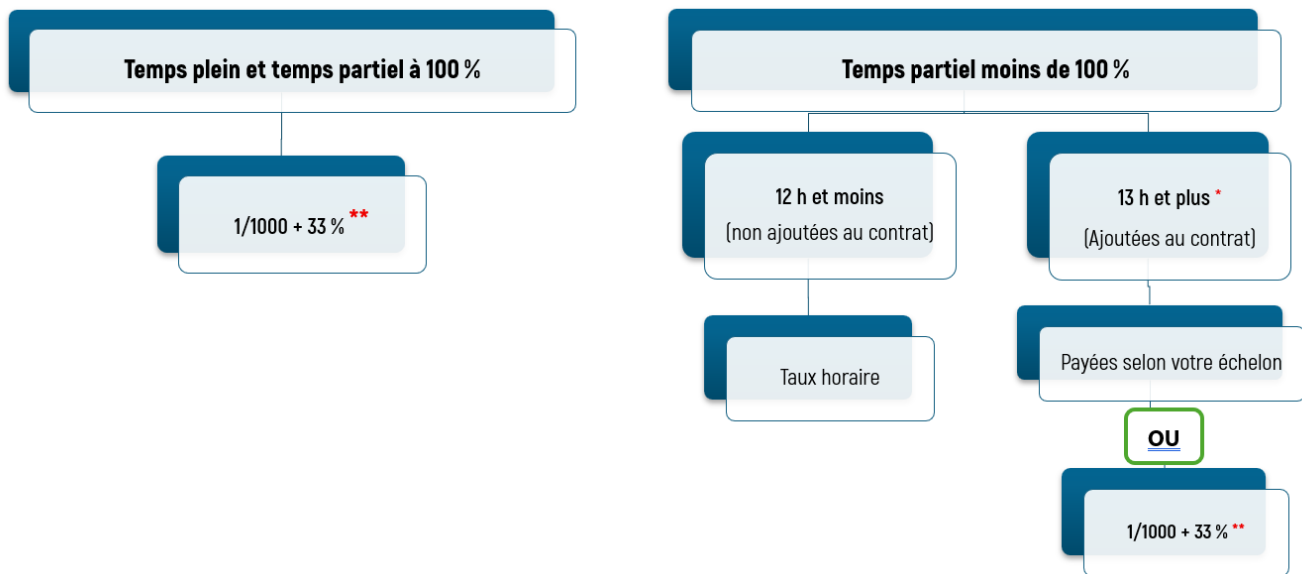 Temps plein et temps partiel à 100 %
1/1000 + 33 % **
Temps partiel moins de 100 %
12 h et moins
(non ajoutées au contrat)
Taux horaire
13 h et plus *
(Ajoutées au contrat)
Payées selon votre échelon
OU
1/1000 + 33 % **